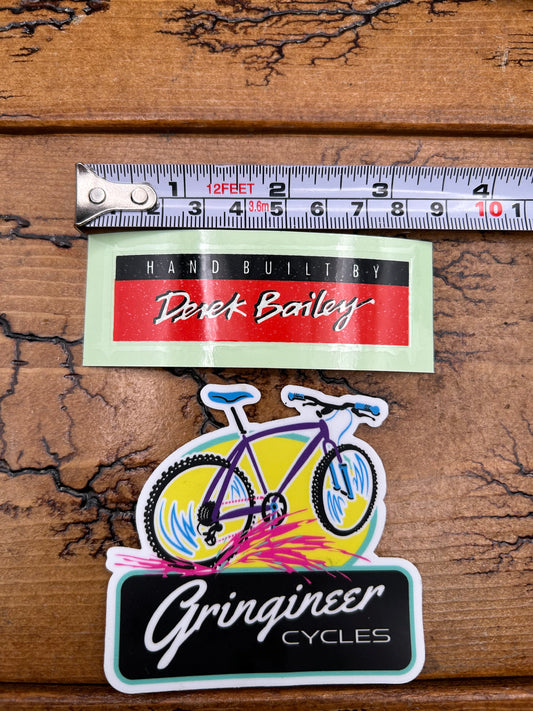 1 12FEET 2 3 4
2 3 4 3.6m 5 6 7 8 9 10 1
HAND BUILT BY
Derek Bailey
Gringineer
CYCLES